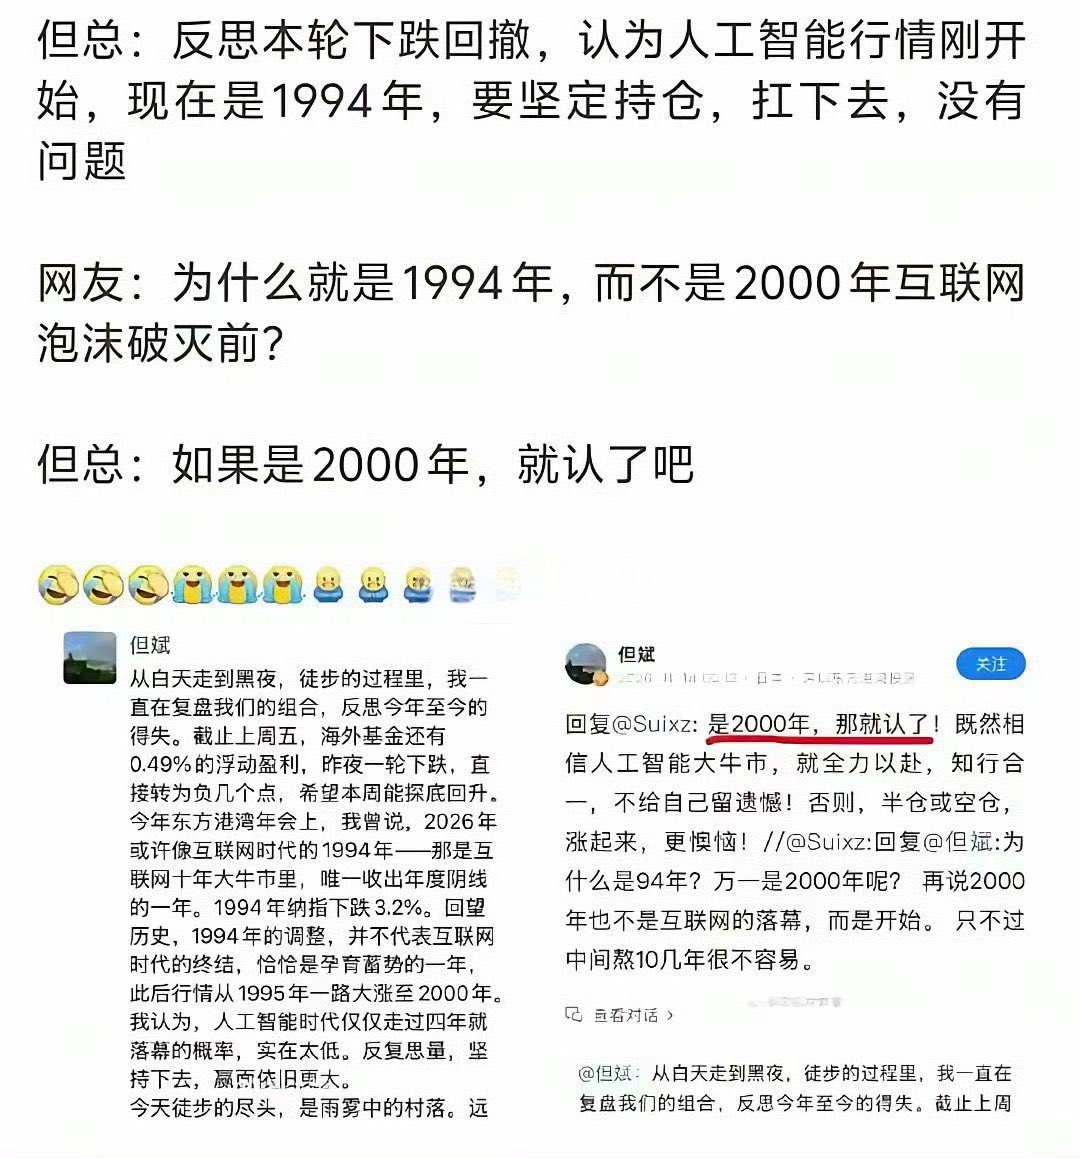 但总：反思本轮下跌回撤，认为人工智能行情刚开
始，现在是1994年，要坚定持仓，扛下去，没有
问题
网友：为什么就是1994年，而不是2000年互联网
泡沫破灭前？
但总：如果是2000年，就认了吧
但斌
从白天走到黑夜，徒步的过程里，我一
直在复盘我们的组合，反思今年至今的
得失。截止上周五，海外基金还有
0.49%的浮动盈利，昨夜一轮下跌，直
接转为负几个点，希望本周能探底回升。
今年东方港湾年会上，我曾说，2026年
或许像互联网时代的1994年——那是互
联网十年大牛市里，唯一收出年度阴线
的一年。1994年纳指下跌3.2%。回望
历史，1994年的调整，并不代表互联网
时代的终结，恰恰是孕育蓄势的一年，
此后行情从1995年一路大涨至2000年。
我认为，人工智能时代仅仅走过四年就
落幕的概率，实在太低。反复思量，坚
持下去，赢面依旧更大。
今天徒步的尽头，是雨雾中的村落。远
但斌
关注
回复@Suixz: 是2000年，那就认了！既然相
信人工智能大牛市，就全力以赴，知行合
一，不给自己留遗憾！否则，半仓或空仓，
涨起来，更懊恼！//@Suixz:回复@但斌:为
什么是94年？万一是2000年呢？ 再说2000
年也不是互联网的落幕，而是开始。 只不过
中间熬10几年很不容易。
查看对话 >
@但斌：从白天走到黑夜，徒步的过程里，我一直在
复盘我们的组合，反思今年至今的得失。截止上周